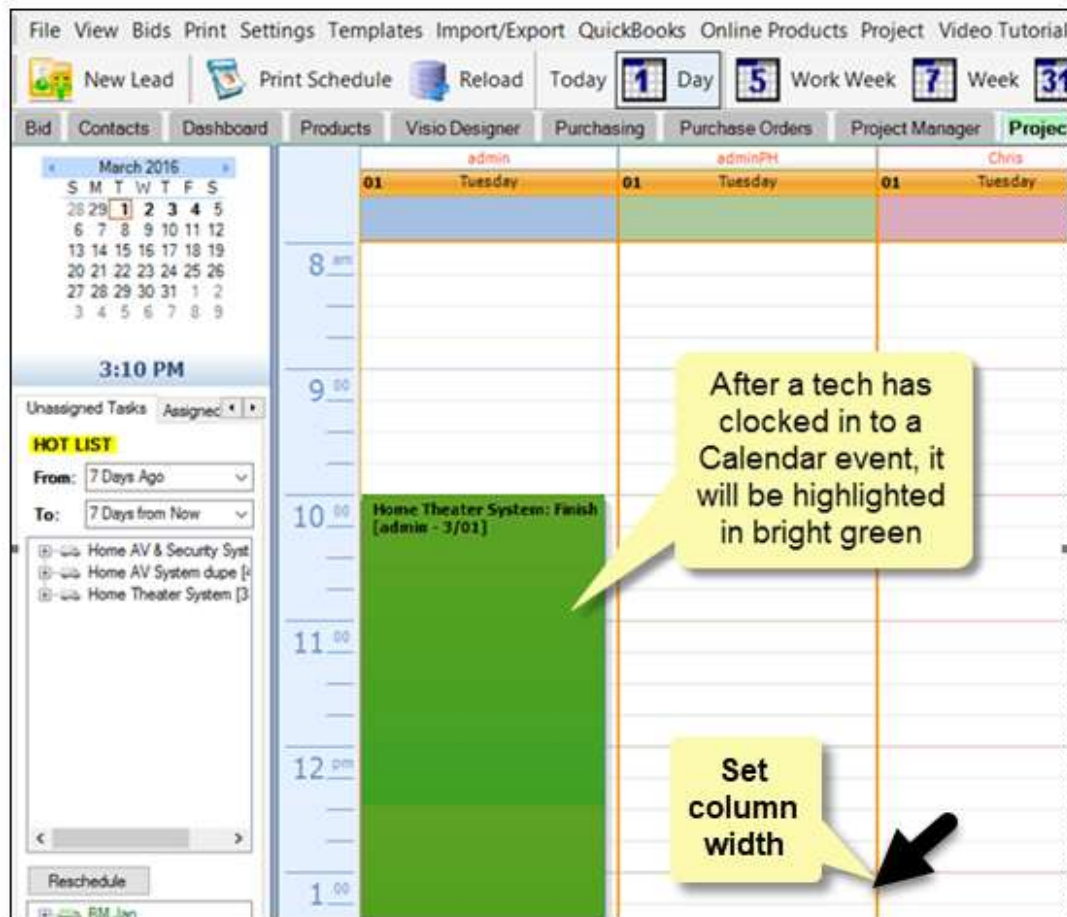 File View Bids Print Settings Templates Import/Export QuickBooks Online Products Project Video Tutorial
New Lead Print Schedule Reload Today 1 Day 5 Work Week 7 Week 31
Bid Contacts Dashboard Products Visio Designer Purchasing Purchase Orders Project Manager Projec
March 2016
S M T W T F S
28 29 1 2 3 4 5
6 7 8 9 10 11 12
13 14 15 16 17 18 19
20 21 22 23 24 25 26
27 28 29 30 31 1 2
3 4 5 6 7 8 9
3:10 PM
Unassigned Tasks Assigned
HOT LIST
From: 7 Days Ago
To: 7 Days from Now
Home AV & Security Syst
Home AV System dupe [4
Home Theater System [3
Reschedule
BM Jan
admin adminPH Chris
01 Tuesday 01 Tuesday 01 Tuesday
8 am
9 00
10 00
11 00
12 pm
1 00
Home Theater System: Finish
[admin - 3/01]
After a tech has
clocked in to a
Calendar event, it
will be highlighted
in bright green
Set
column
width